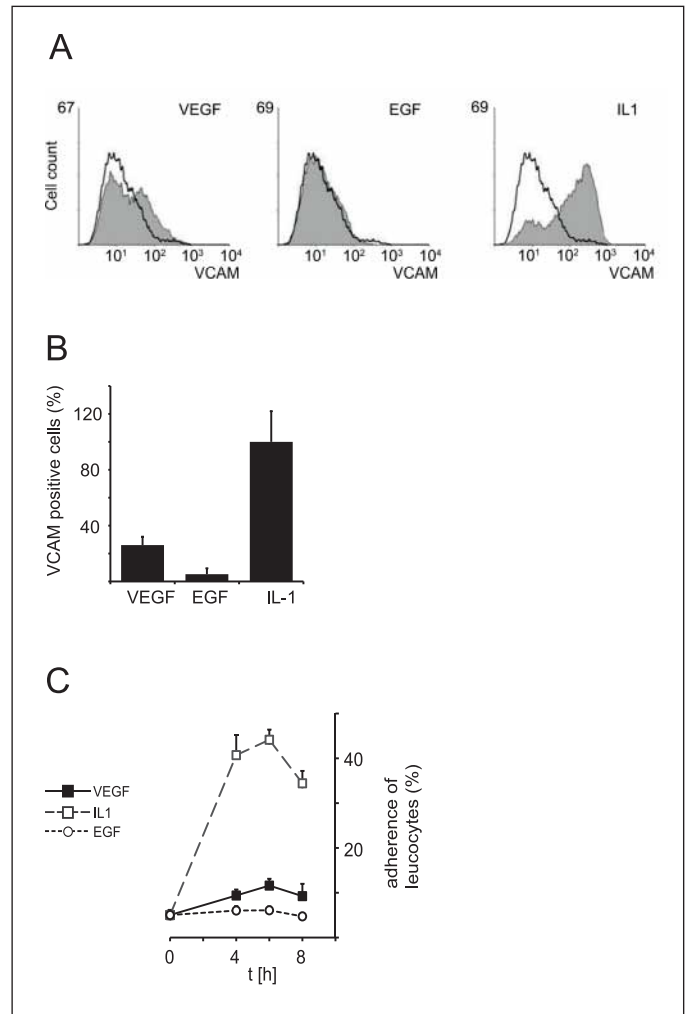 A
67
VEGF
Cell count
10¹ 10² 10³ 10⁴
VCAM
69
EGF
10¹ 10² 10³ 10⁴
VCAM
69
IL1
10¹ 10² 10³ 10⁴
VCAM
B
VCAM positive cells (%)
120
80
40
VEGF EGF IL-1
C
VEGF
IL1
EGF
40
20
adherence of
leucocytes (%)
0 4 8
t [h]